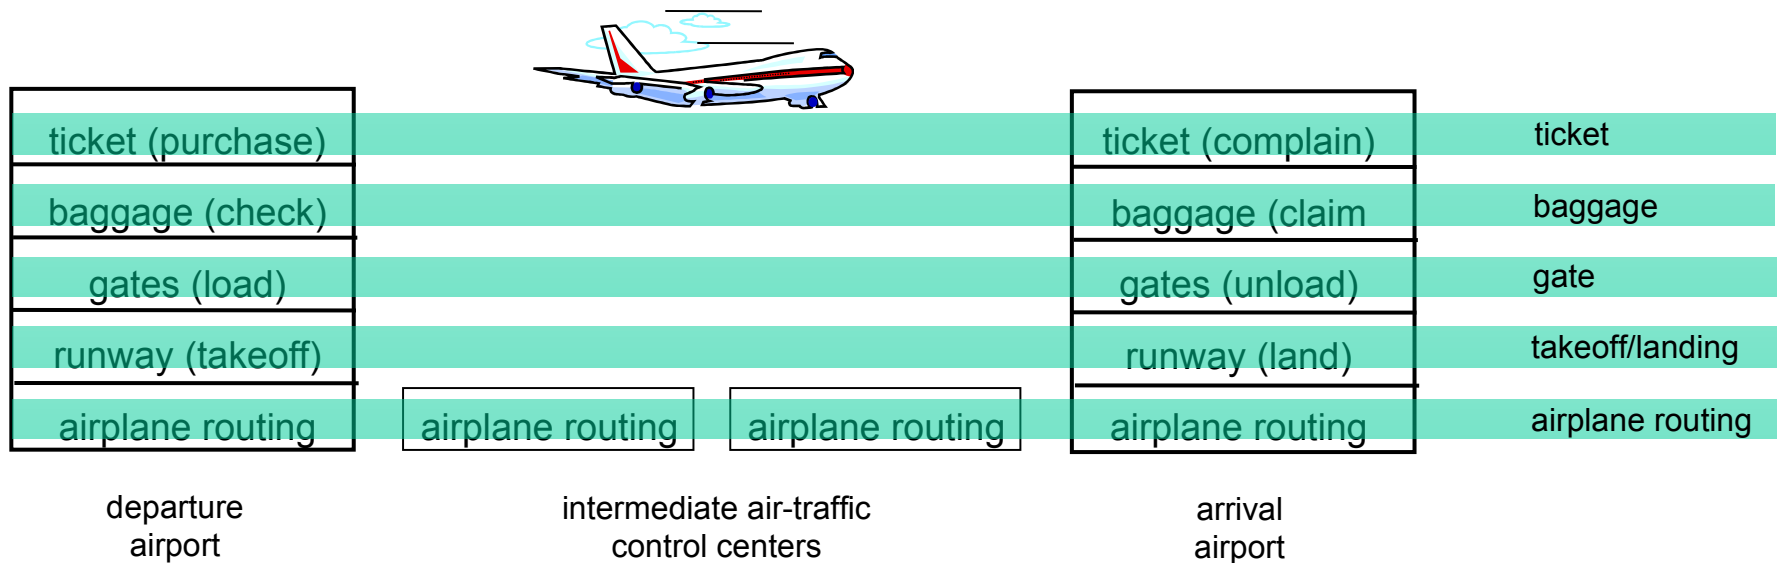 ticket (purchase)
ticket (complain)
ticket
baggage (check)
baggage (claim
baggage
gates (load)
gates (unload)
gate
runway (takeoff)
runway (land)
takeoff/landing
airplane routing
airplane routing
airplane routing
airplane routing
airplane routing
departure
airport
intermediate air-traffic
control centers
arrival
airport